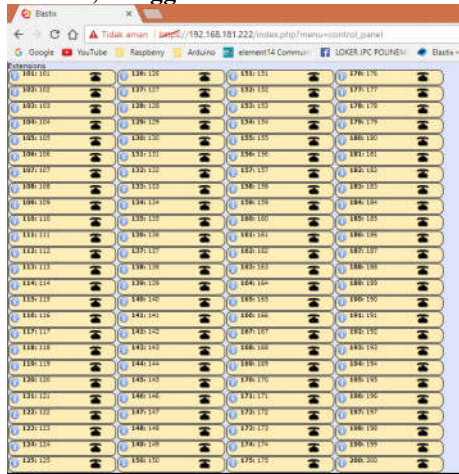 Elastix
Tidak aman | https://192.168.181.222/index.php?menu=control_panel
Google YouTube Raspberry Arduino element14 Commun LOKER JPC POLINEM Elastix -
Extensions
101: 101 126: 126 151: 151 176: 176
102: 102 127: 127 152: 152 177: 177
103: 103 128: 128 153: 153 178: 178
104: 104 129: 129 154: 154 179: 179
105: 105 130: 130 155: 155 180: 180
106: 106 131: 131 156: 156 181: 181
107: 107 132: 132 157: 157 182: 182
108: 108 133: 133 158: 158 183: 183
109: 109 134: 134 159: 159 184: 184
110: 110 135: 135 160: 160 185: 185
111: 111 136: 136 161: 161 186: 186
112: 112 137: 137 162: 162 187: 187
113: 113 138: 138 163: 163 188: 188
114: 114 139: 139 164: 164 189: 189
115: 115 140: 140 165: 165 190: 190
116: 116 141: 141 166: 166 191: 191
117: 117 142: 142 167: 167 192: 192
118: 118 143: 143 168: 168 193: 193
119: 119 144: 144 169: 169 194: 194
120: 120 145: 145 170: 170 195: 195
121: 121 146: 146 171: 171 196: 196
122: 122 147: 147 172: 172 197: 197
123: 123 148: 148 173: 173 198: 198
124: 124 149: 149 174: 174 199: 199
125: 125 150: 150 175: 175 200: 200